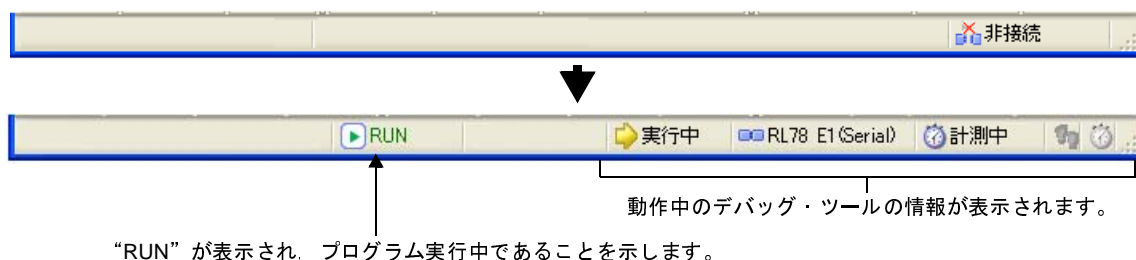 非接続
RUN 実行中 RL78 E1(Serial) 計測中
動作中のデバッグ・ツールの情報が表示されます。
“RUN”が表示され，プログラム実行中であることを示します。